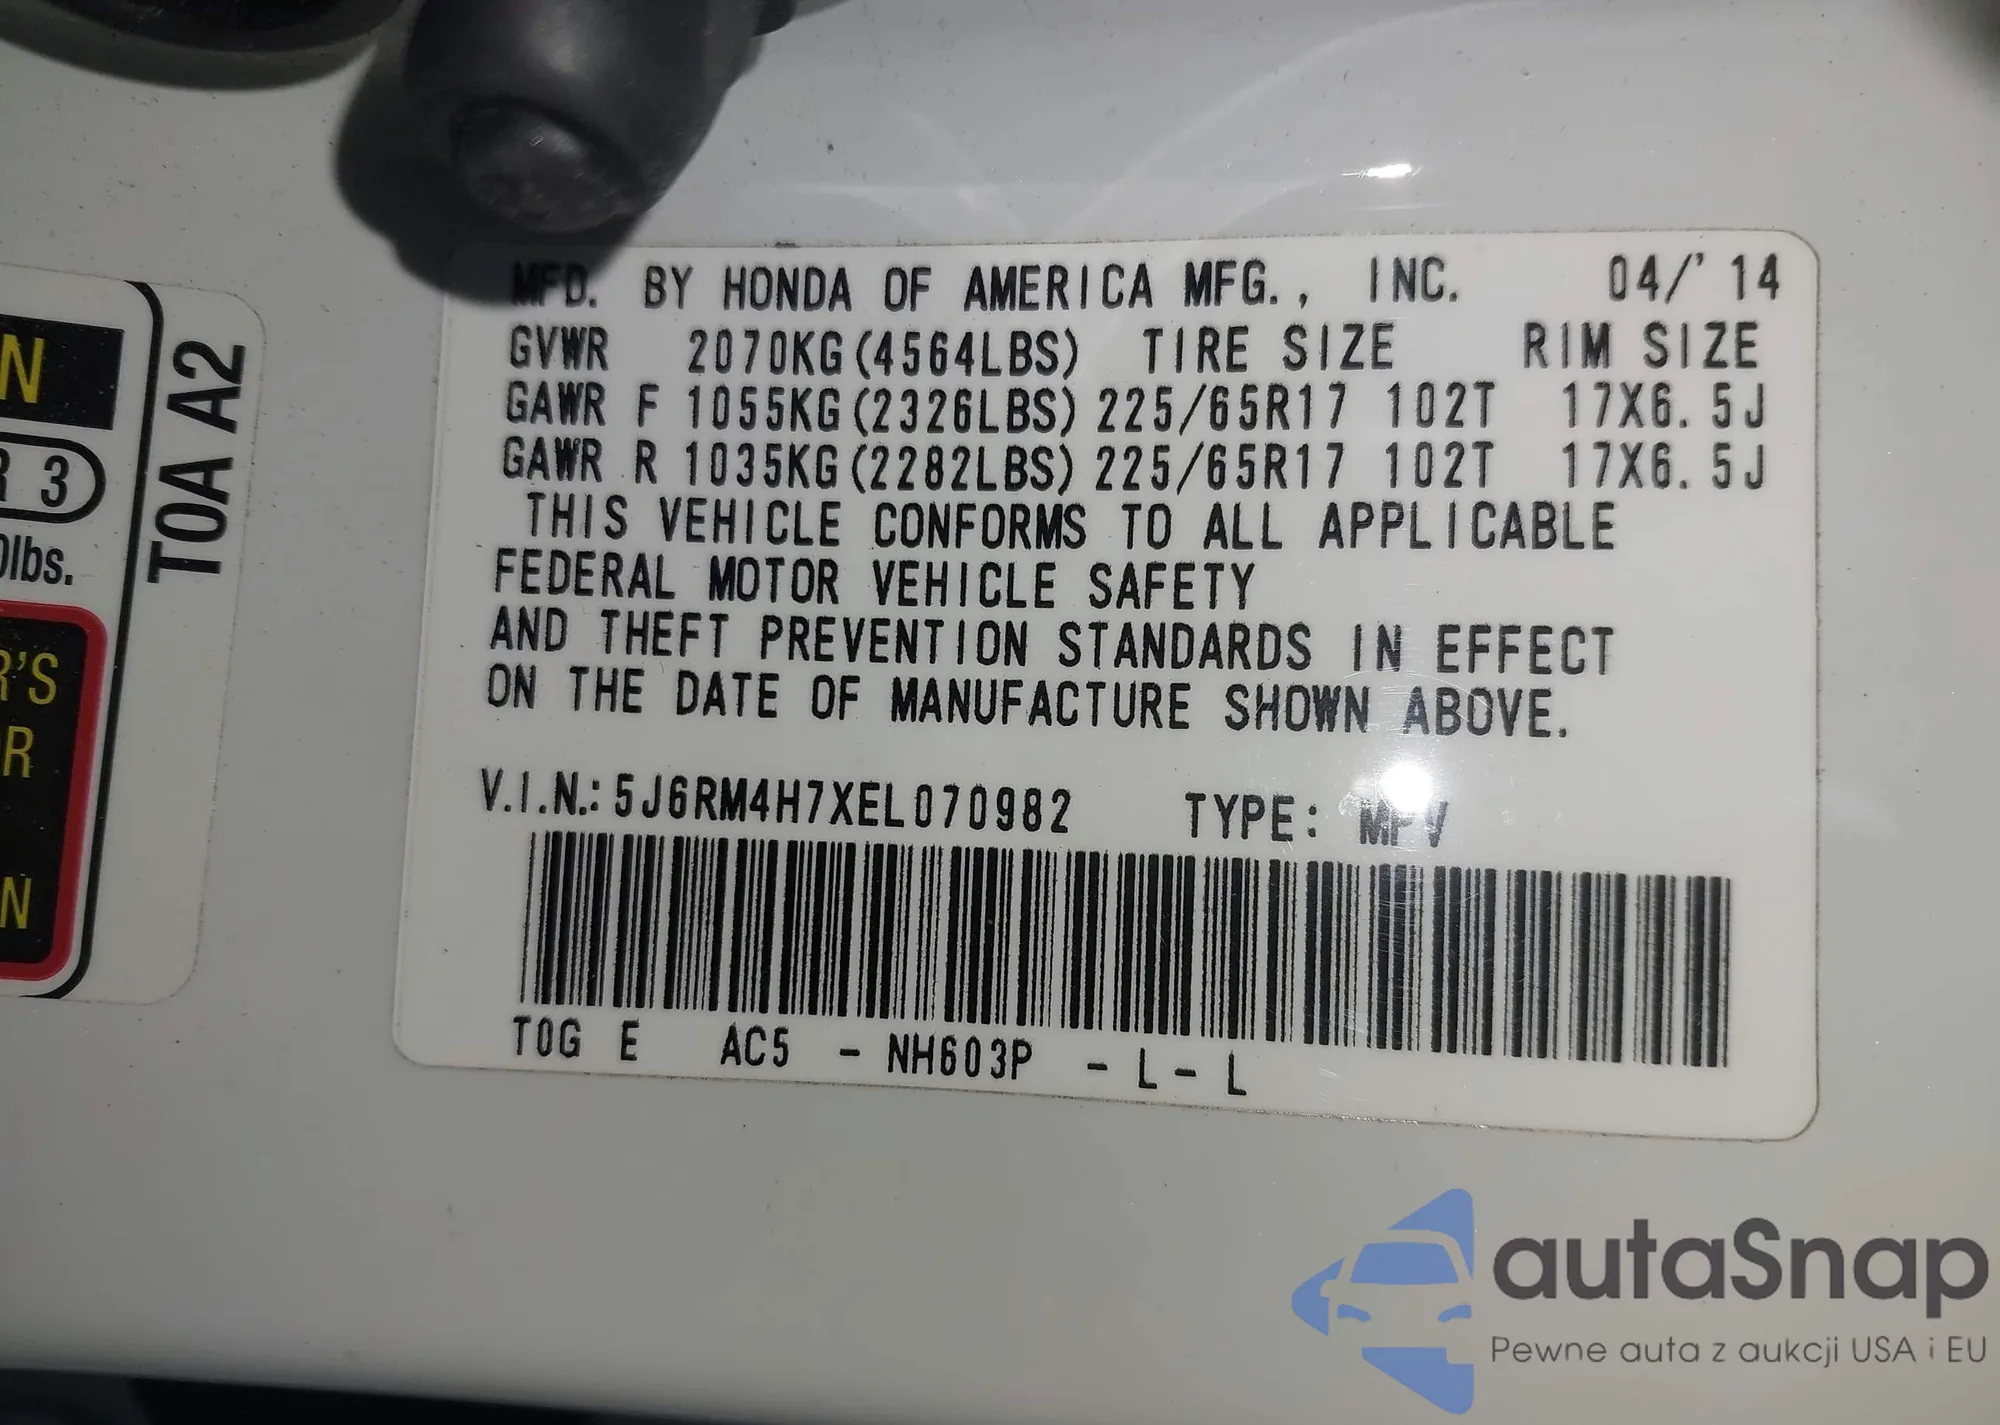 MFD. BY HONDA OF AMERICA MFG., INC. 04/'14
GVWR 2070KG(4564LBS) TIRE SIZE RIM SIZE
GAWR F 1055KG(2326LBS) 225/65R17 102T 17X6.5J
GAWR R 1035KG(2282LBS) 225/65R17 102T 17X6.5J
THIS VEHICLE CONFORMS TO ALL APPLICABLE
FEDERAL MOTOR VEHICLE SAFETY
AND THEFT PREVENTION STANDARDS IN EFFECT
ON THE DATE OF MANUFACTURE SHOWN ABOVE.
V.I.N.: 5J6RM4H7XEL070982 TYPE: MPV
T0G E AC5 - NH603P - L - L
T0A A2
N
R 3
0lbs.
R'S
OR
N
autaSnap
Pewne auta z aukcji USA i EU